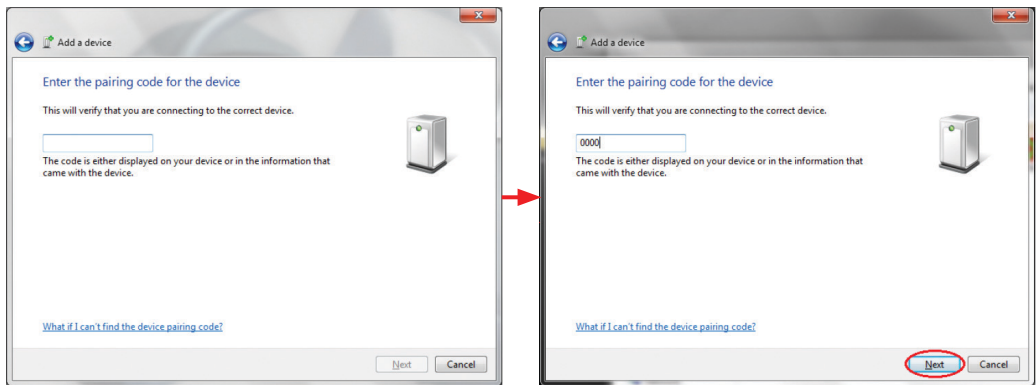 Add a device
Enter the pairing code for the device
This will verify that you are connecting to the correct device.
The code is either displayed on your device or in the information that
came with the device.
What if I can't find the device pairing code?
Next
Cancel
Add a device
Enter the pairing code for the device
This will verify that you are connecting to the correct device.
0000
The code is either displayed on your device or in the information that
came with the device.
What if I can't find the device pairing code?
Next
Cancel